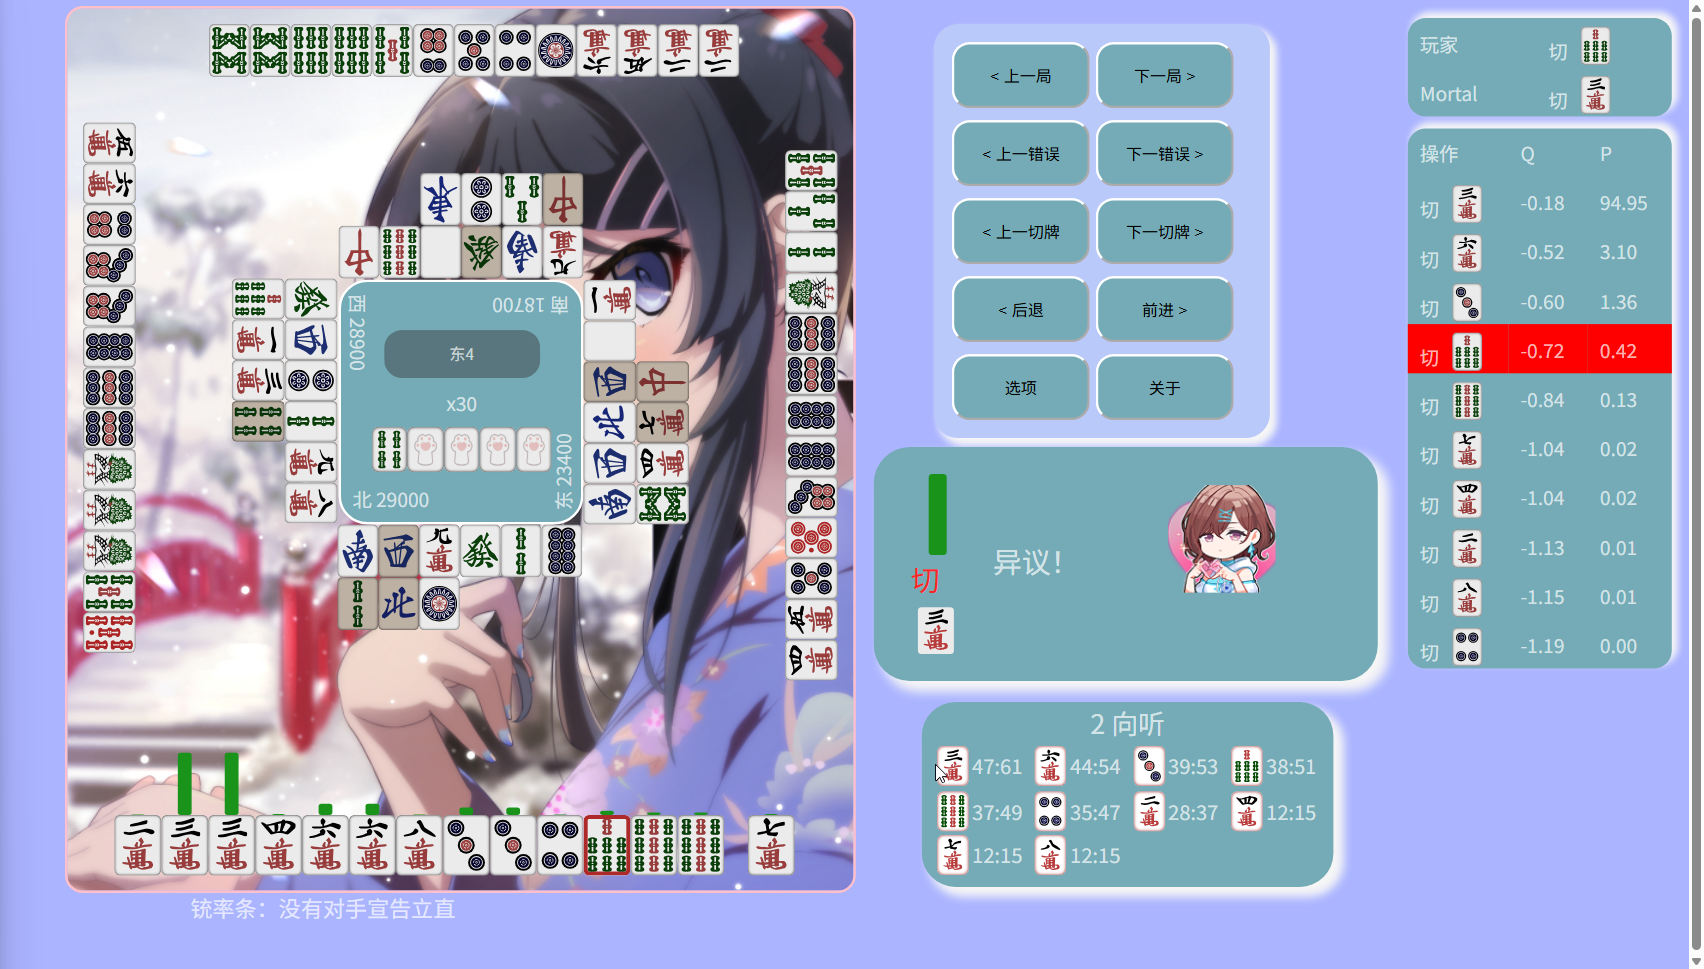 < 上一局
下一局 >
< 上一错误
下一错误 >
< 上一切牌
下一切牌 >
< 后退
前进 >
选项
关于
玩家
切
Mortal
切
操作 Q P
切 -0.18 94.95
切 -0.52 3.10
切 -0.60 1.36
切 -0.72 0.42
切 -0.84 0.13
切 -1.04 0.02
切 -1.04 0.02
切 -1.13 0.01
切 -1.15 0.01
切 -1.19 0.00
西 28900
南 18700
东4
x30
北 29000
东 23400
切
异议！
2 向听
47:61 44:54 39:53 38:51
37:49 35:47 28:37 12:15
12:15 12:15
铳率条：没有对手宣告立直